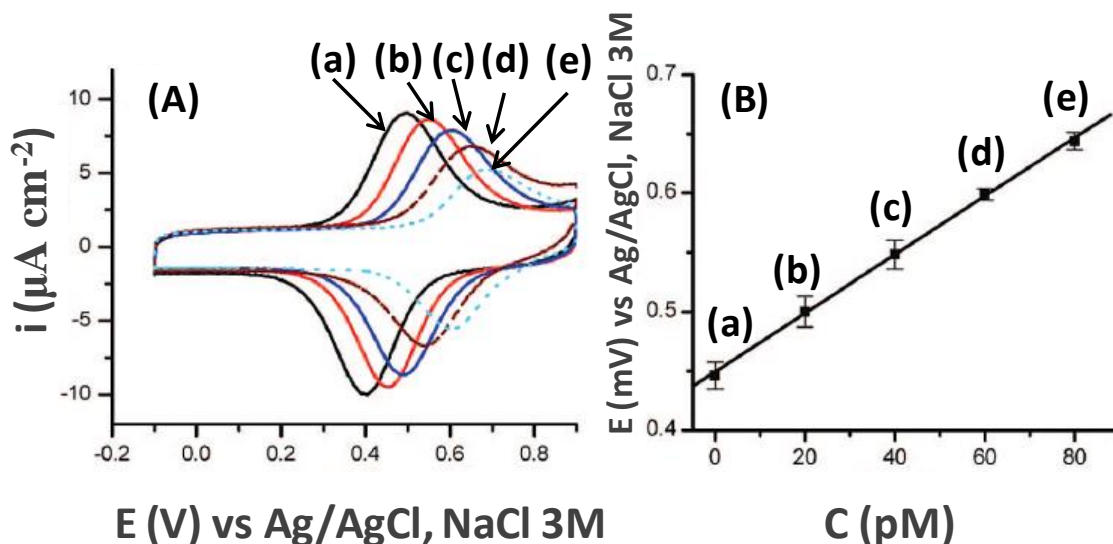 (a) (b) (c) (d) (e)
(A)
10
5
0
-5
-10
i (µA cm-2)
-0.2 0.0 0.2 0.4 0.6 0.8
E (V) vs Ag/AgCl, NaCl 3M
(B)
(e)
(d)
(c)
(b)
(a)
0.7
0.6
0.5
0.4
E (mV) vs Ag/AgCl, NaCl 3M
0 20 40 60 80
C (pM)